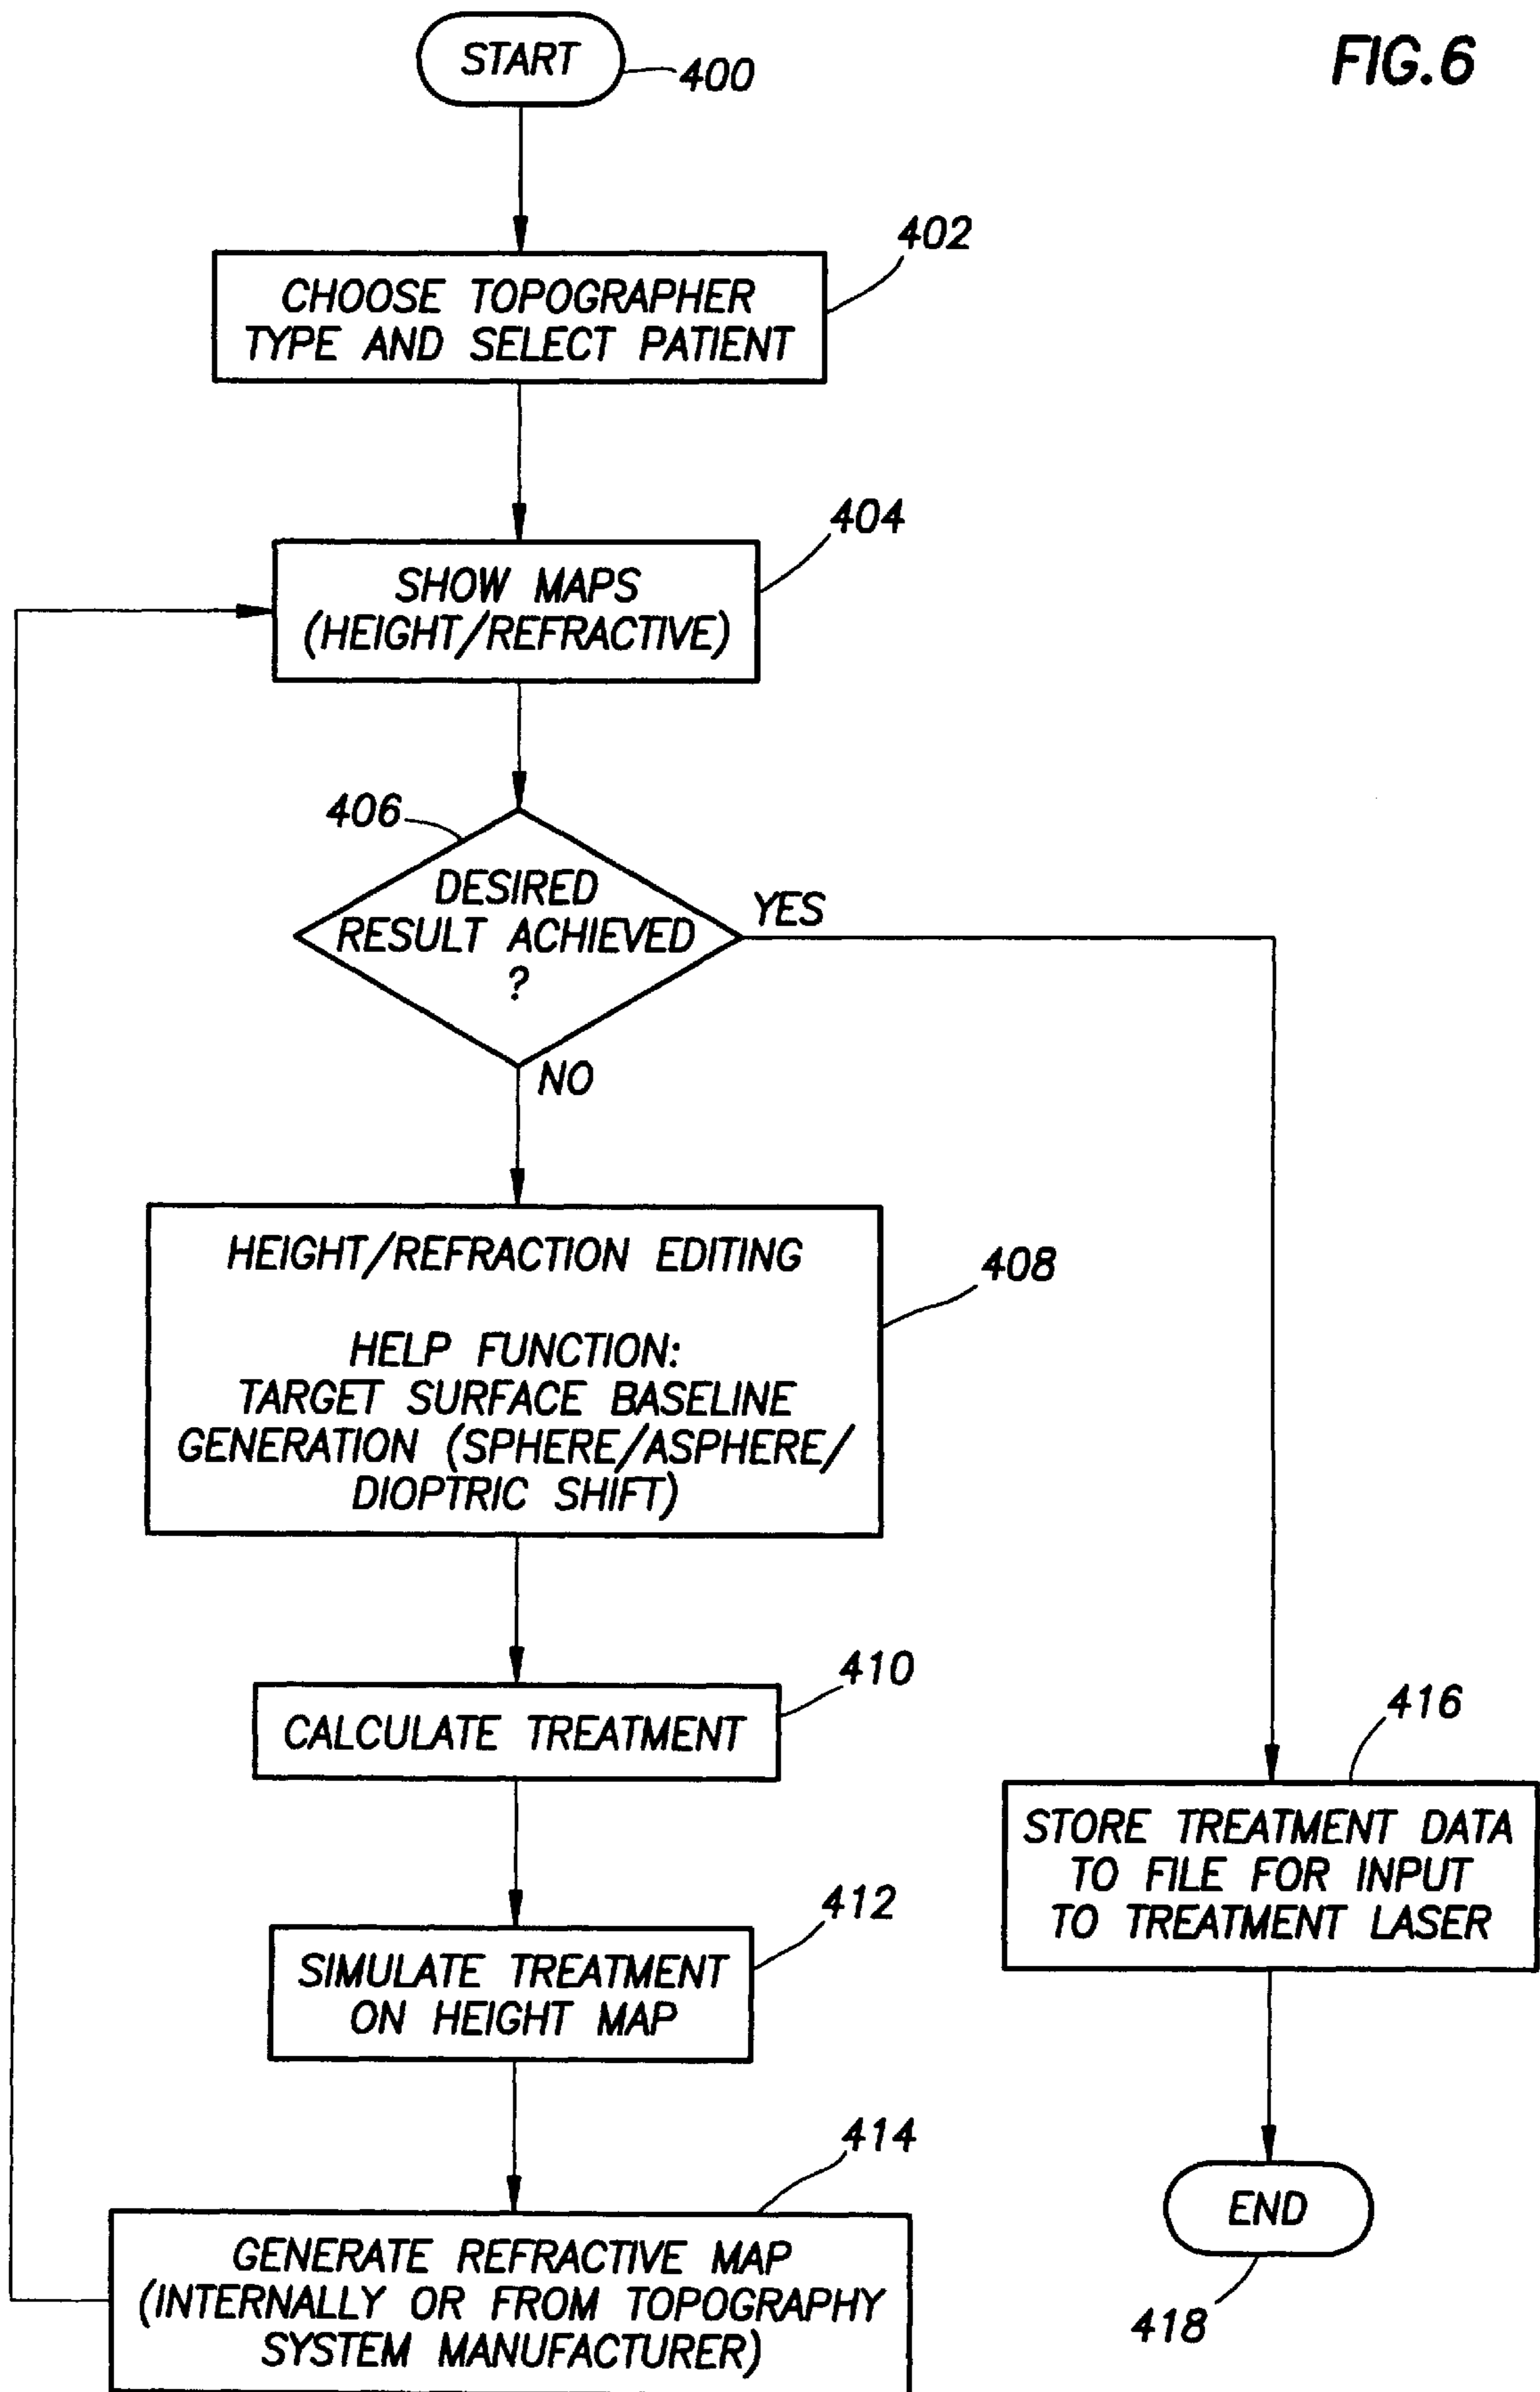 FIG.6
START
400
402
CHOOSE TOPOGRAPHER
TYPE AND SELECT PATIENT
404
SHOW MAPS
(HEIGHT/REFRACTIVE)
406
DESIRED
RESULT ACHIEVED
?
YES
NO
HEIGHT/REFRACTION EDITING
HELP FUNCTION:
TARGET SURFACE BASELINE
GENERATION (SPHERE/ASPHERE/
DIOPTRIC SHIFT)
408
410
CALCULATE TREATMENT
412
SIMULATE TREATMENT
ON HEIGHT MAP
414
GENERATE REFRACTIVE MAP
(INTERNALLY OR FROM TOPOGRAPHY
SYSTEM MANUFACTURER)
416
STORE TREATMENT DATA
TO FILE FOR INPUT
TO TREATMENT LASER
END
418